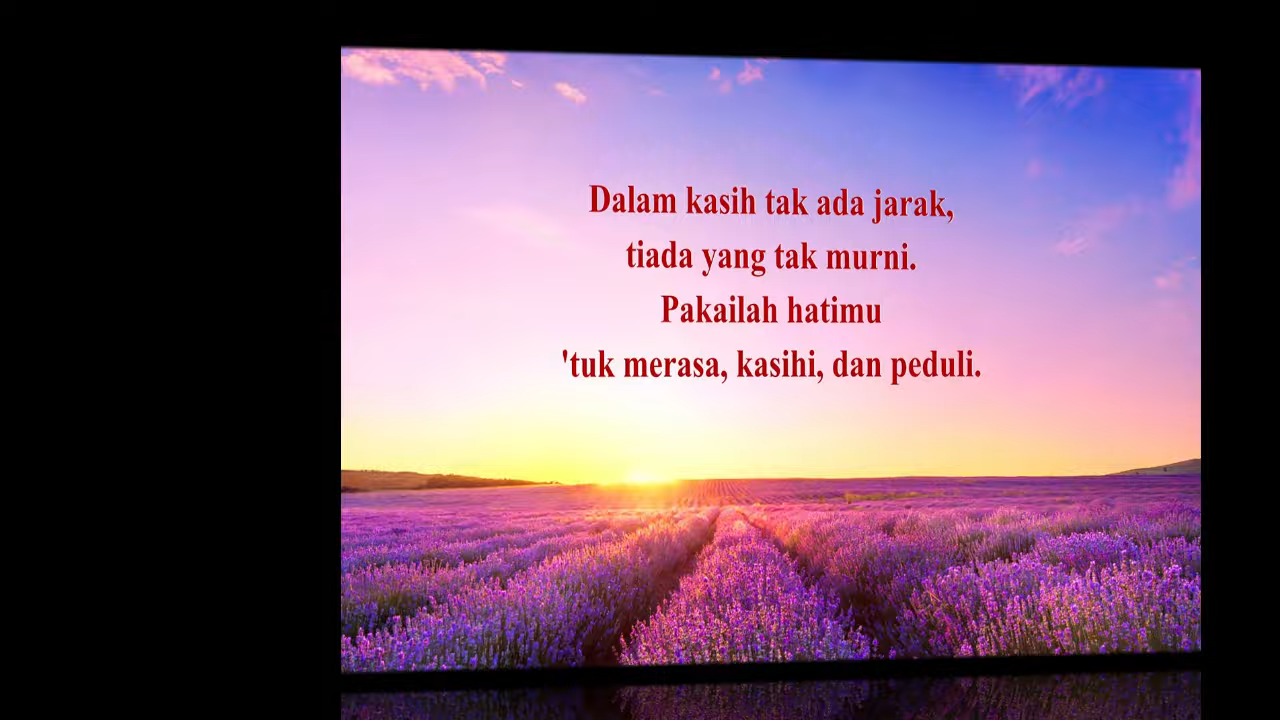 Dalam kasih tak ada jarak,
tiada yang tak murni.
Pakailah hatimu
'tuk merasa, kasihi, dan peduli.